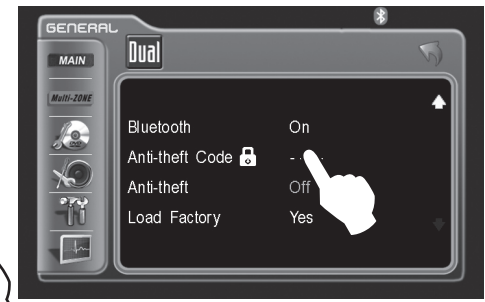 GENERAL
MAIN
Dual
Multi-ZONE
Bluetooth On
Anti-theft Code
Anti-theft Off
Load Factory Yes